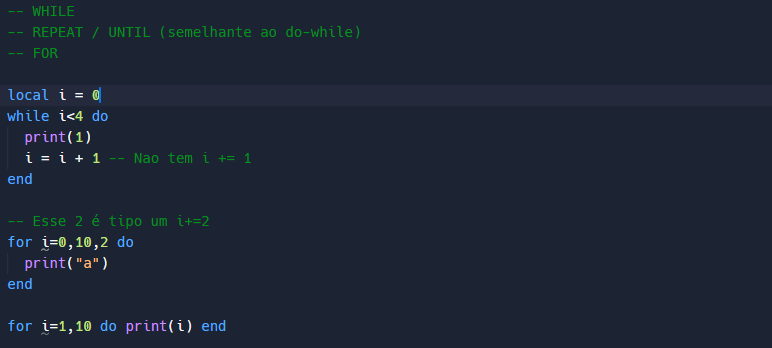 -- WHILE
-- REPEAT / UNTIL (semelhante ao do-while)
-- FOR
local i = 0
while i<4 do
print(1)
i = i + 1 -- Nao tem i += 1
end
-- Esse 2 é tipo um i+=2
for i=0,10,2 do
print("a")
end
for i=1,10 do print(i) end